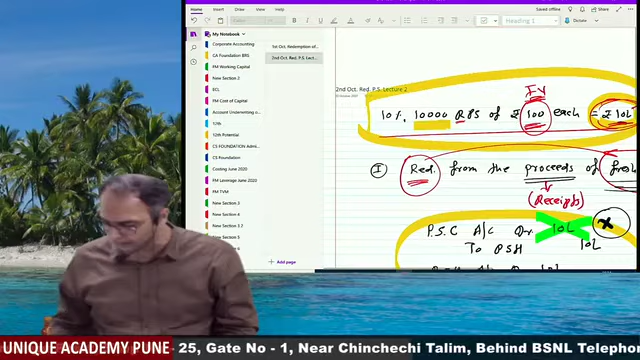 Home Insert Draw View Help
Saved offline
Heading 1
Dictate
My Notebook
Corporate Accounting
CA Foundation BRS
FM Working Capital
New Section 2
ECL
FM Cost of Capital
Account Underwriting o
12th
12th Potential
CS FOUNDATION Acc
CS Foundation
Costing June 2020
FM Leverage June 2020
FM TVM
New Section 3
New Section 4
New Section 5
Add page
1st Oct. Redemption of...
2nd Oct. Red. P.S. Lect...
2nd Oct. Red. P.S. Lecture 2
FV
10%, 10000 RPS of ₹ 100 each = ₹ 10L
I Red. from the proceeds of fresh
(Receipts)
P.S.C A/c Dr. 10L
To PSH 10L
UNIQUE ACADEMY PUNE 25, Gate No - 1, Near Chinchechi Talim, Behind BSNL Telepho